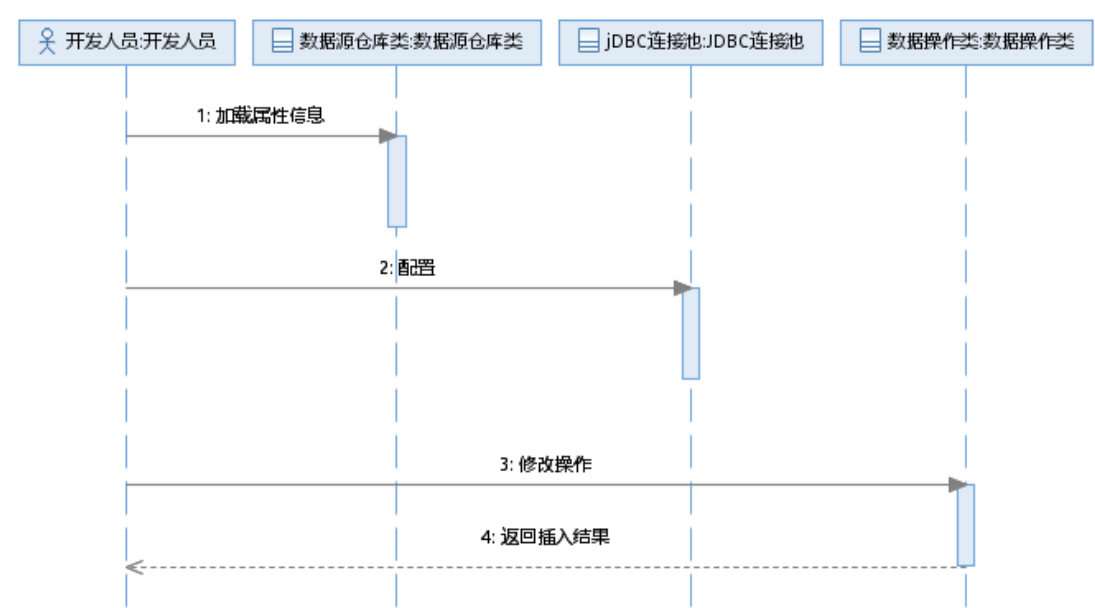 开发人员:开发人员
数据源仓库类:数据源仓库类
jDBC连接池:JDBC连接池
数据操作类:数据操作类
1: 加载属性信息
2: 配置
3: 修改操作
4: 返回插入结果